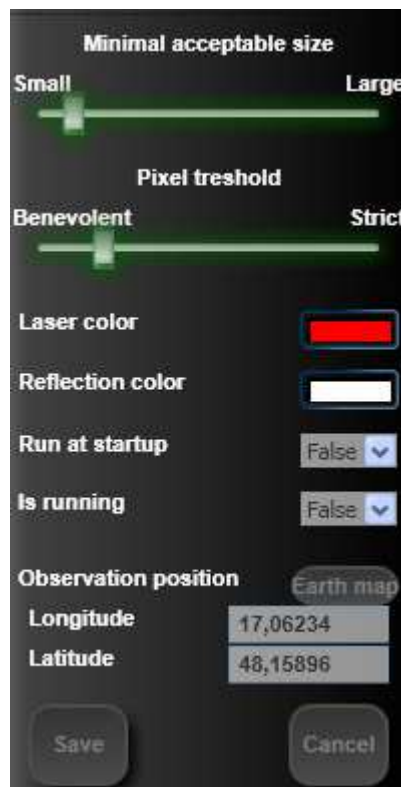 Minimal acceptable size
Small Large
Pixel treshold
Benevolent Strict
Laser color
Reflection color
Run at startup False
Is running False
Observation position Earth map
Longitude 17,06234
Latitude 48,15896
Save Cancel